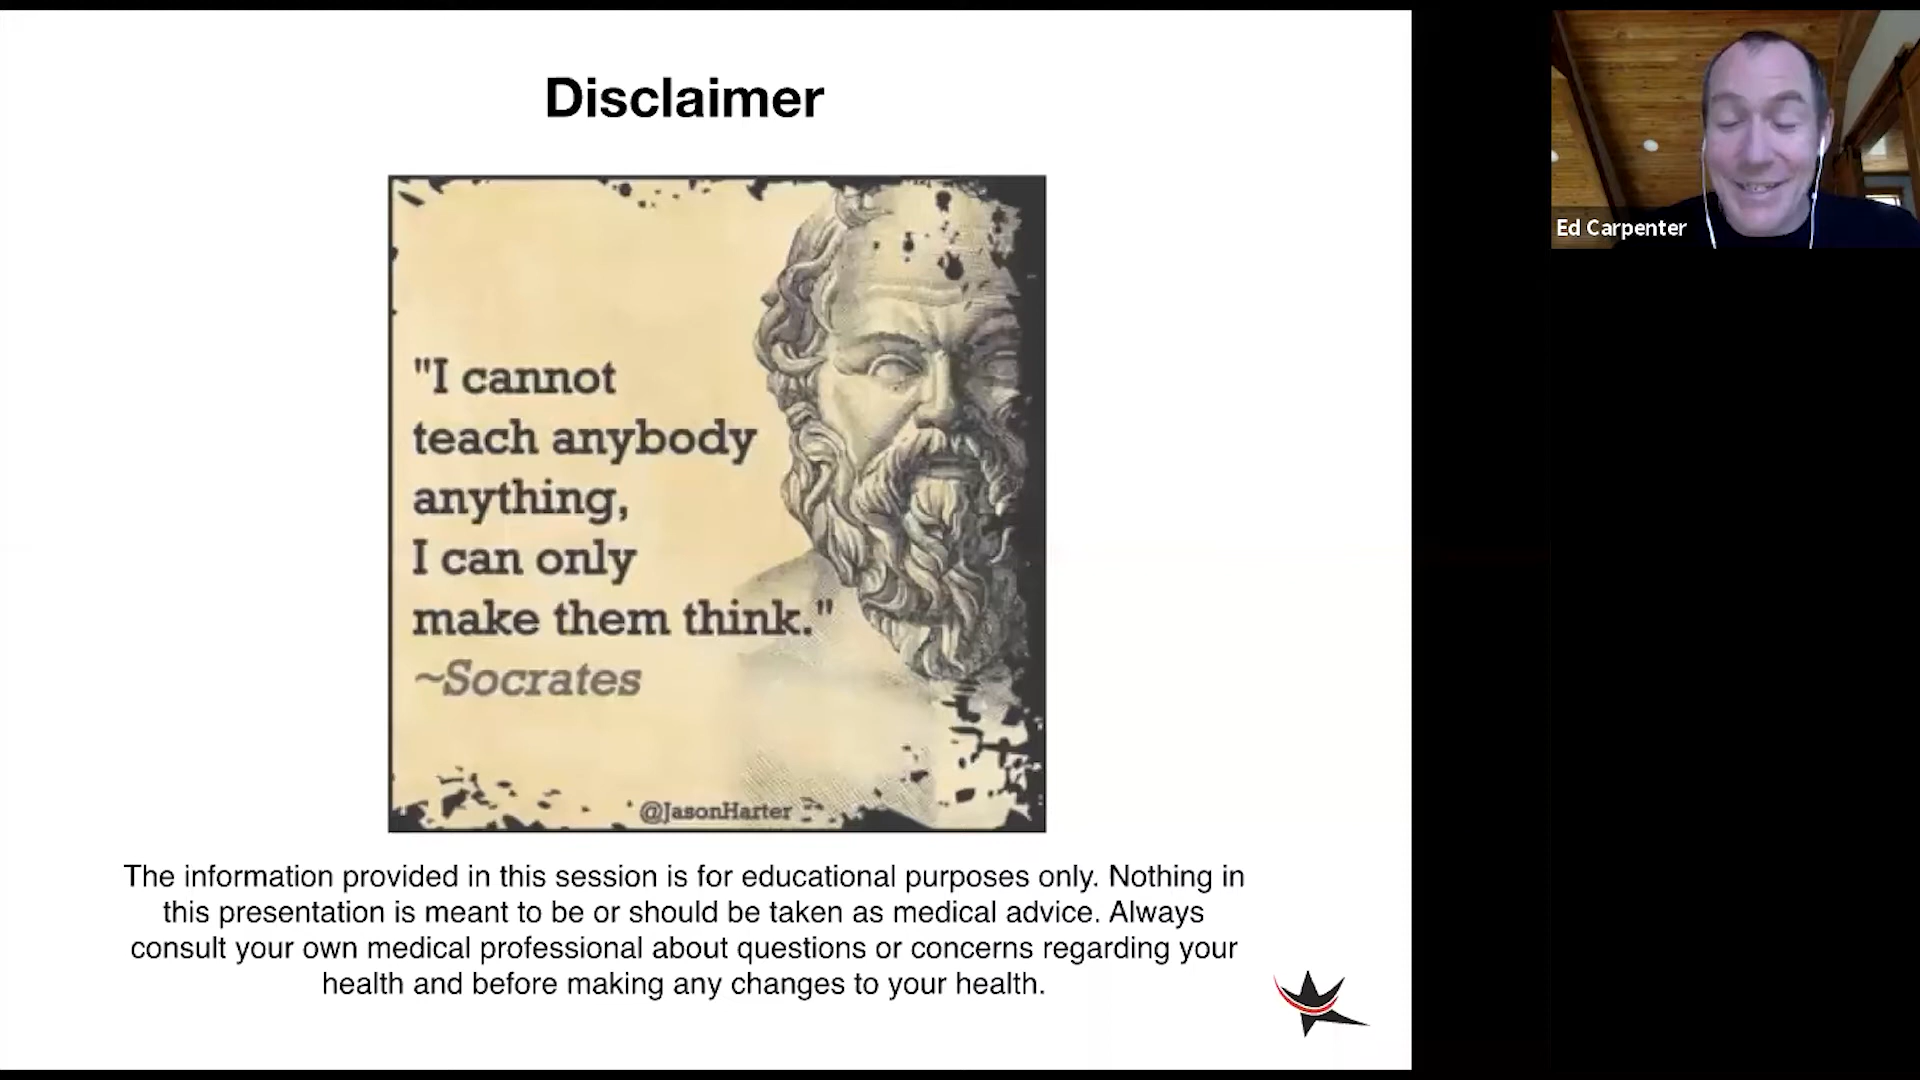 Disclaimer
"I cannot
teach anybody
anything,
I can only
make them think."
~Socrates
@JasonHarter
The information provided in this session is for educational purposes only. Nothing in
this presentation is meant to be or should be taken as medical advice. Always
consult your own medical professional about questions or concerns regarding your
health and before making any changes to your health.
Ed Carpenter